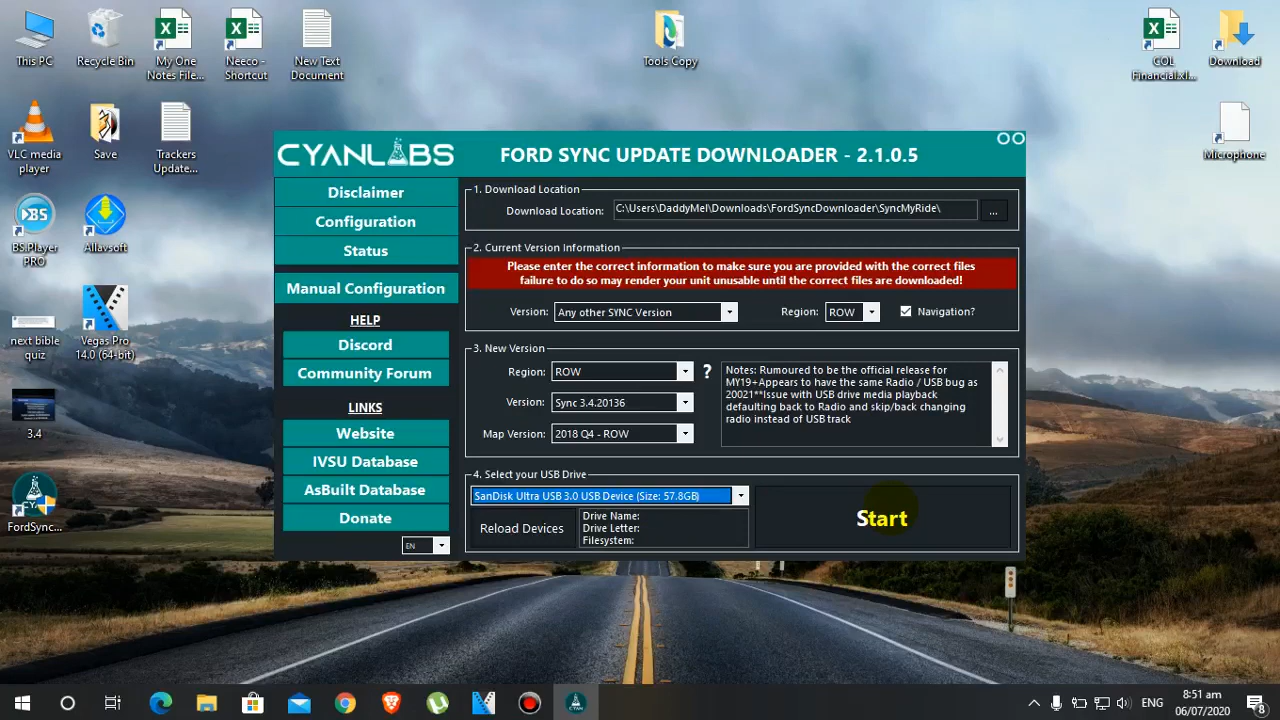 This PC
Recycle Bin
My One
Notes File...
Neeco -
Shortcut
New Text
Document
Tools Copy
COL
Financial.xl...
Download
VLC media
player
Save
Trackers
Update...
Microphone
BS.Player
PRO
Allavsoft
next bible
quiz
Vegas Pro
14.0 (64-bit)
3.4
FordSync...
CYANLABS
FORD SYNC UPDATE DOWNLOADER - 2.1.0.5
Disclaimer
Configuration
Status
Manual Configuration
HELP
Discord
Community Forum
LINKS
Website
IVSU Database
AsBuilt Database
Donate
EN
1. Download Location
Download Location: C:\Users\DaddyMel\Downloads\FordSyncDownloader\SyncMyRide\ ...
2. Current Version Information
Please enter the correct information to make sure you are provided with the correct files
failure to do so may render your unit unusable until the correct files are downloaded!
Version: Any other SYNC Version Region: ROW Navigation?
3. New Version
Region: ROW ?
Version: Sync 3.4.20136
Map Version: 2018 Q4 - ROW
Notes: Rumoured to be the official release for
MY19+Appears to have the same Radio / USB bug as
20021**Issue with USB drive media playback
defaulting back to Radio and skip/back changing
radio instead of USB track
4. Select your USB Drive
SanDisk Ultra USB 3.0 USB Device (Size: 57.8GB)
Reload Devices
Drive Name:
Drive Letter:
Filesystem:
Start
ENG
8:51 am
06/07/2020
8